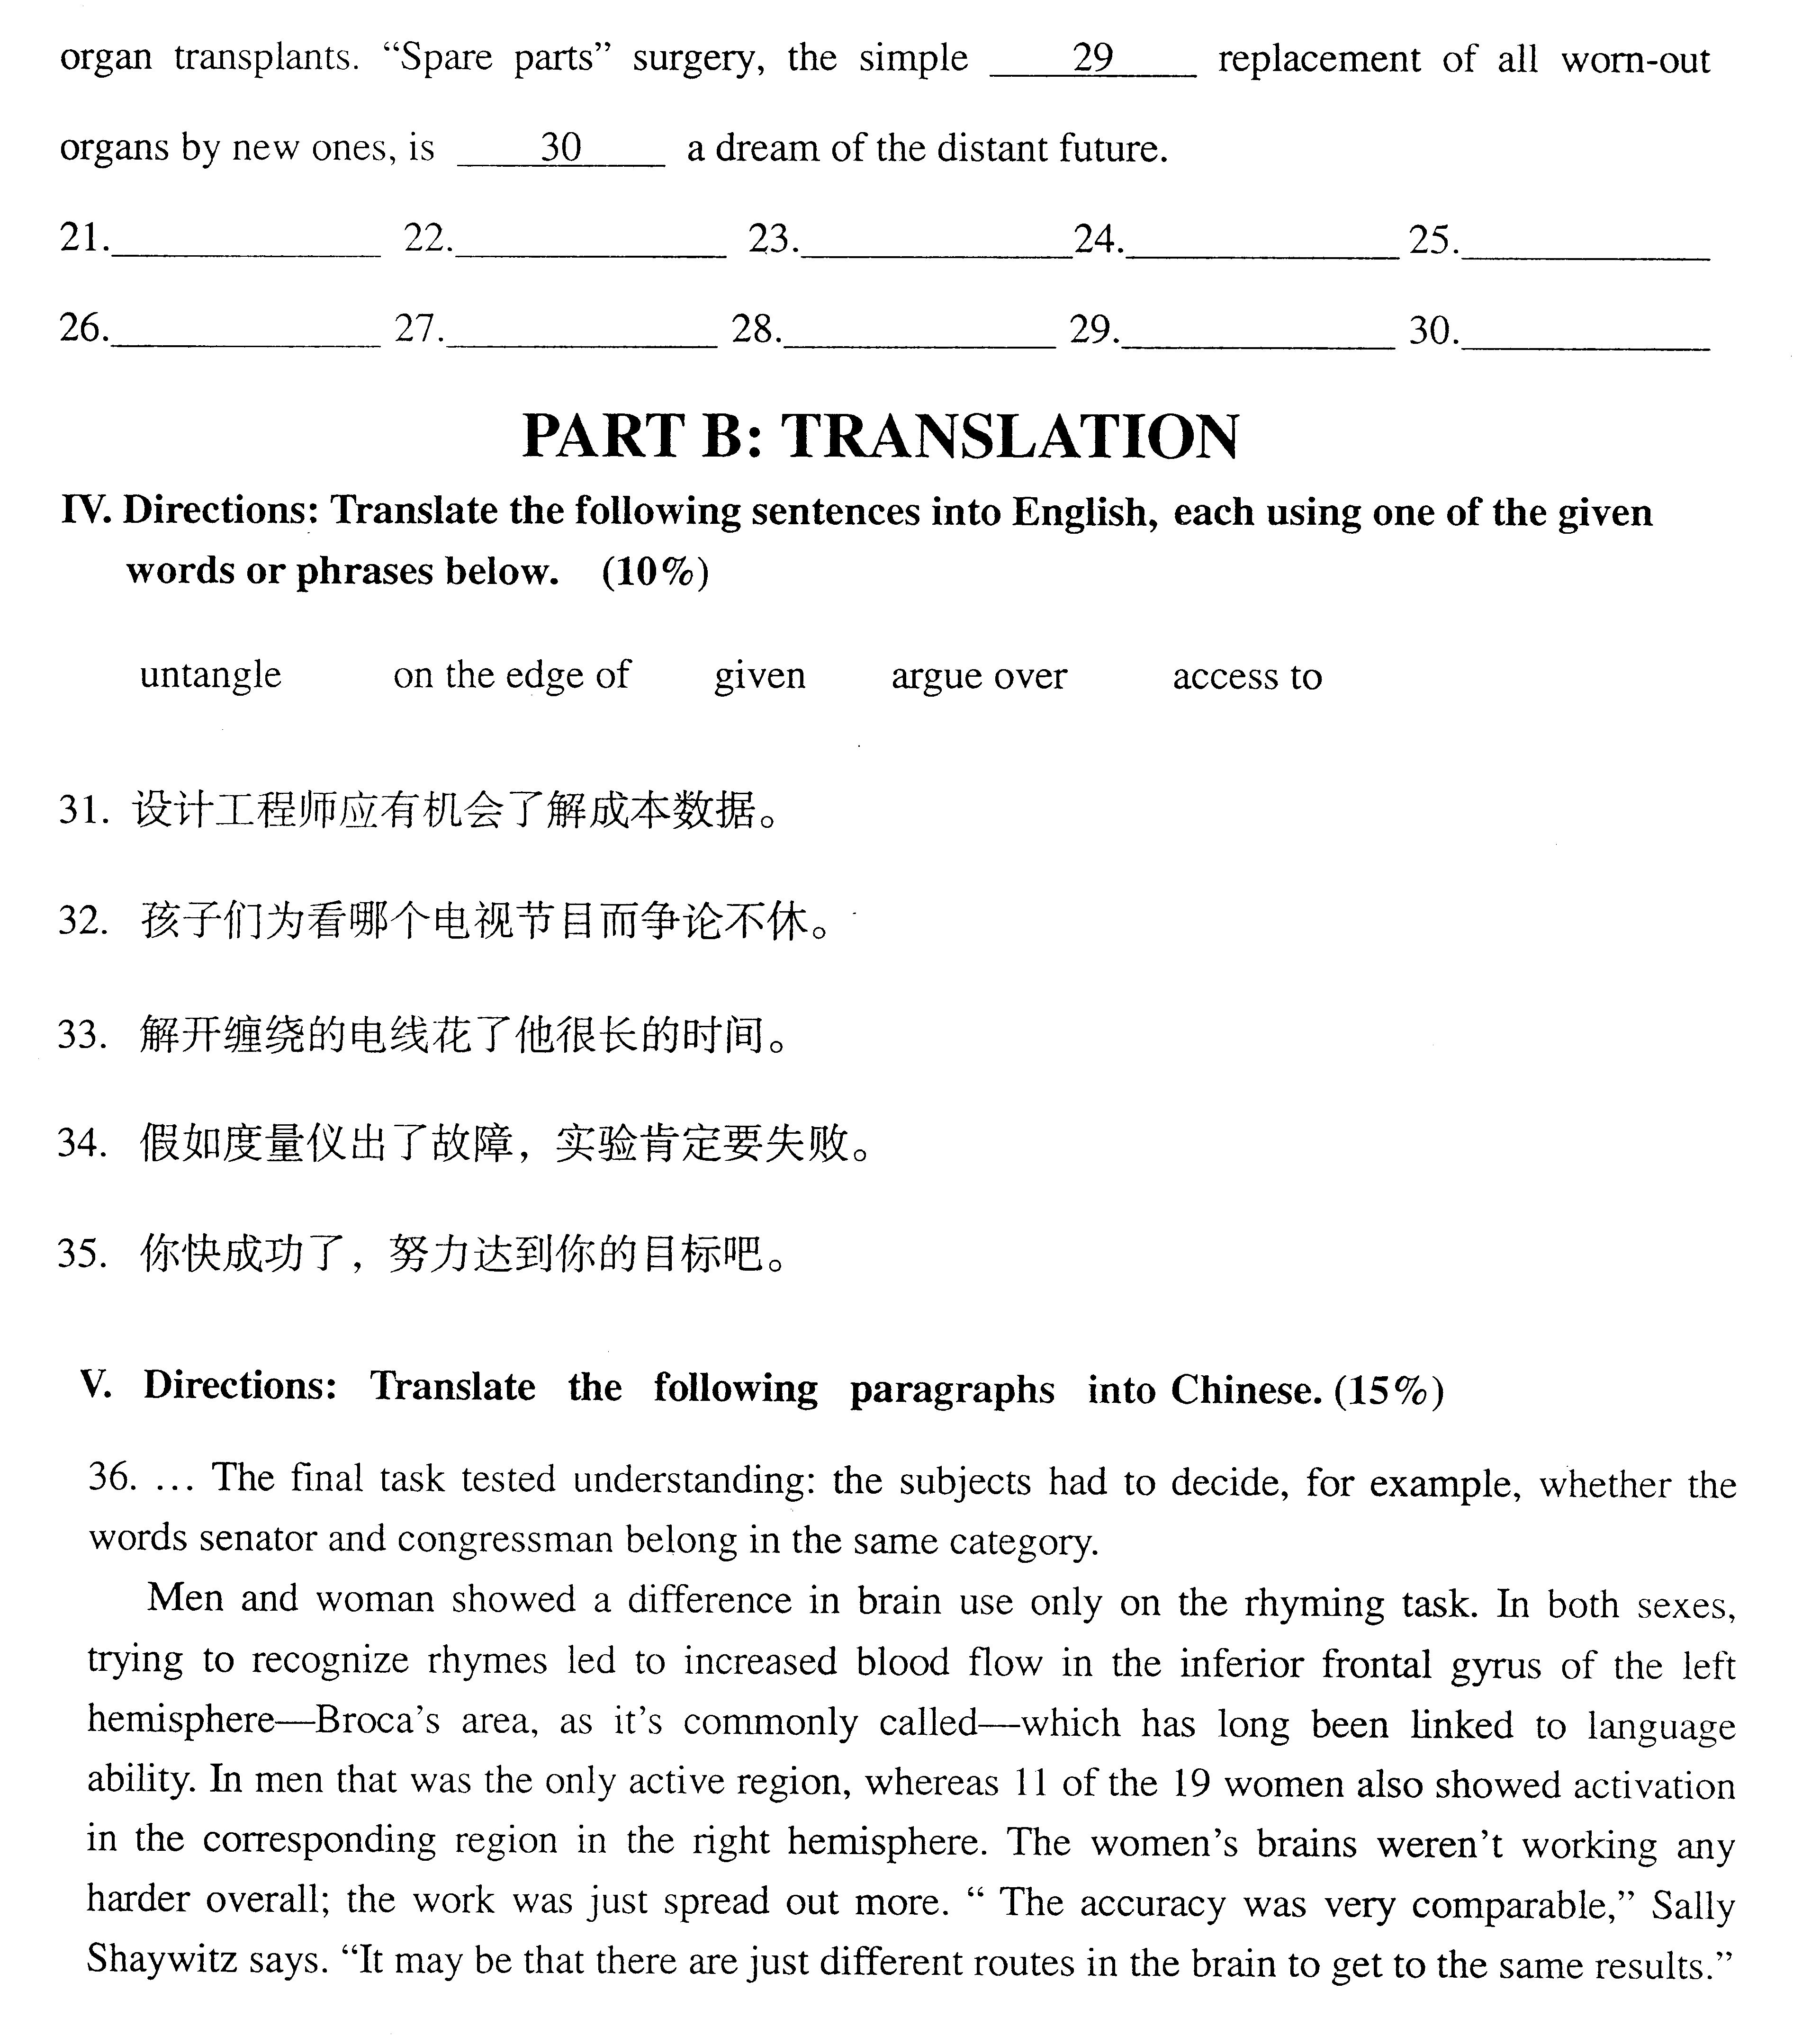 organ transplants. “Spare parts” surgery, the simple 29 replacement of all worn-out
organs by new ones, is 30 a dream of the distant future.
21. 22. 23. 24. 25.
26. 27. 28. 29. 30.
PART B: TRANSLATION
IV. Directions: Translate the following sentences into English, each using one of the given
words or phrases below. (10%)
untangle on the edge of given argue over access to
31. 设计工程师应有机会了解成本数据。
32. 孩子们为看哪个电视节目而争论不休。
33. 解开缠绕的电线花了他很长的时间。
34. 假如度量仪出了故障，实验肯定要失败。
35. 你快成功了，努力达到你的目标吧。
V. Directions: Translate the following paragraphs into Chinese. (15%)
36. … The final task tested understanding: the subjects had to decide, for example, whether the
words senator and congressman belong in the same category.
Men and woman showed a difference in brain use only on the rhyming task. In both sexes,
trying to recognize rhymes led to increased blood flow in the inferior frontal gyrus of the left
hemisphere—Broca’s area, as it’s commonly called—which has long been linked to language
ability. In men that was the only active region, whereas 11 of the 19 women also showed activation
in the corresponding region in the right hemisphere. The women’s brains weren’t working any
harder overall; the work was just spread out more. “ The accuracy was very comparable,” Sally
Shaywitz says. “It may be that there are just different routes in the brain to get to the same results.”